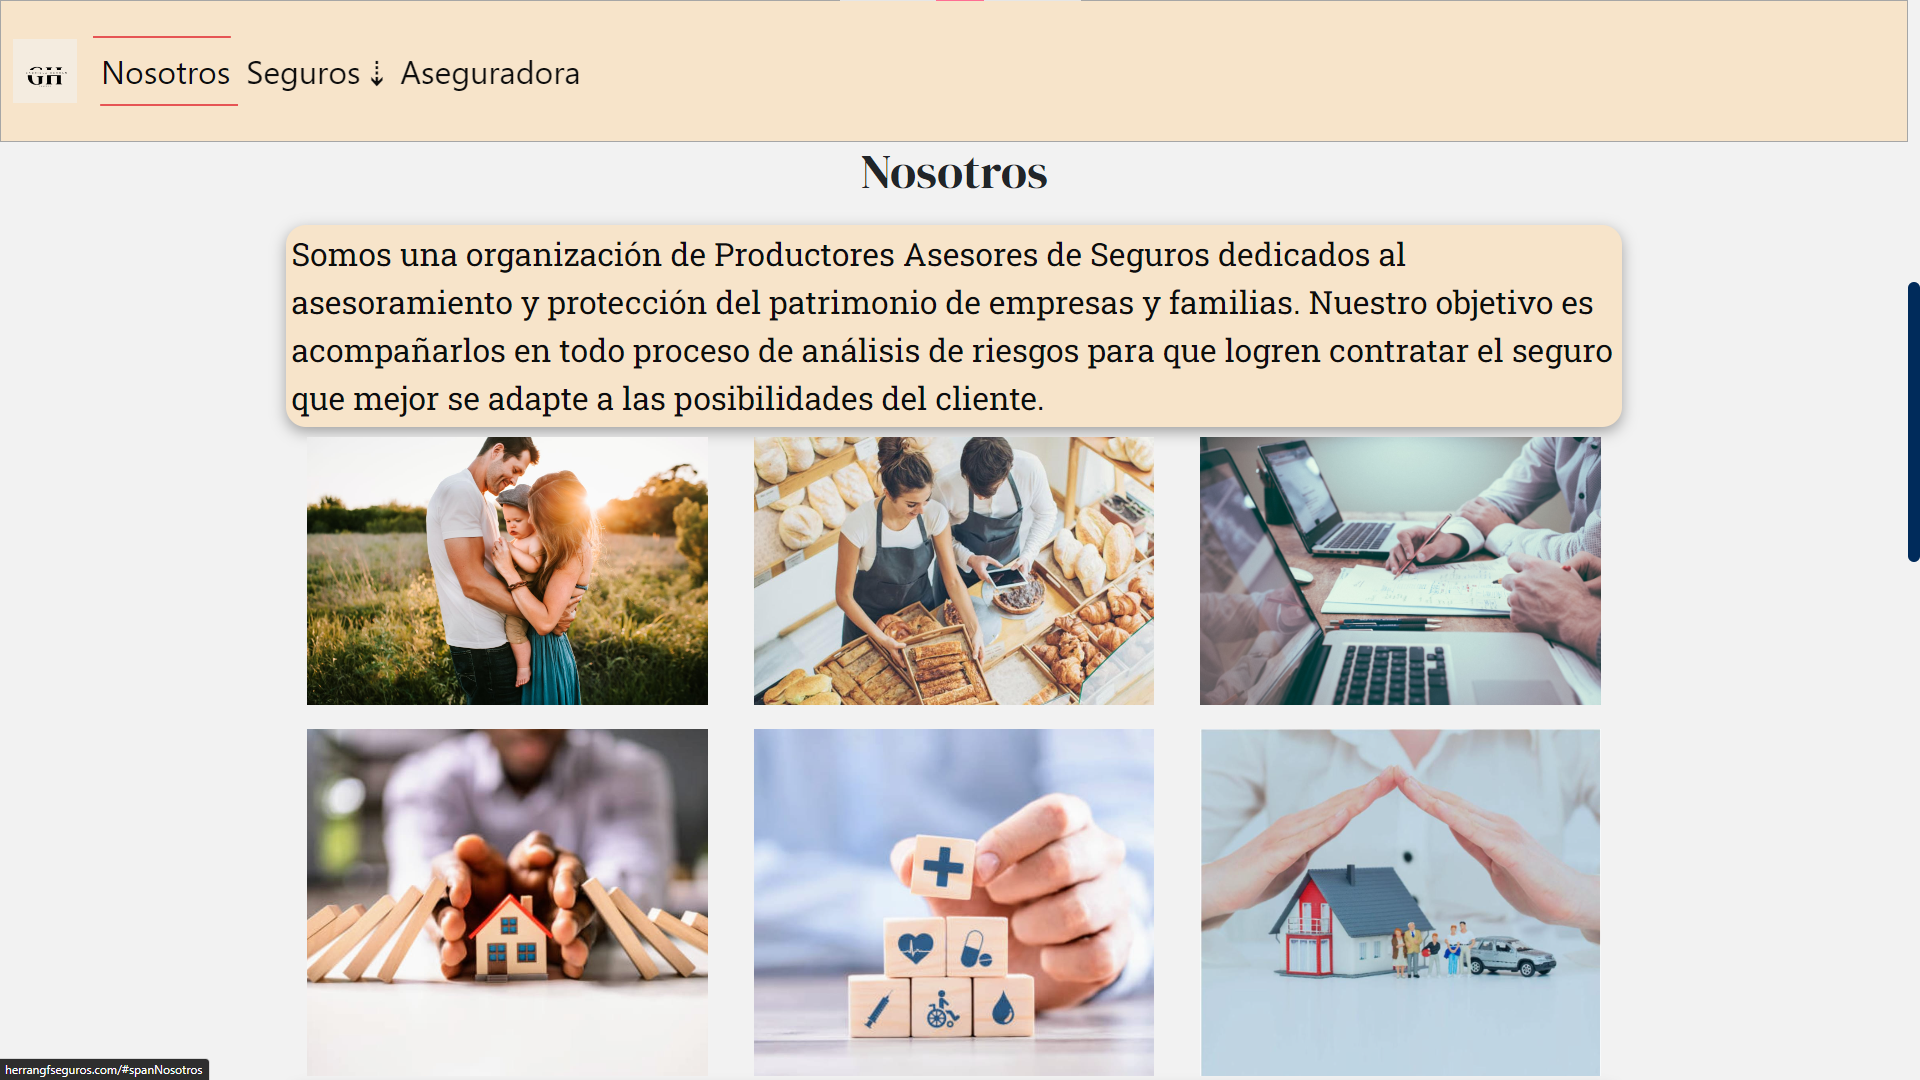 GH
Nosotros Seguros ⇣ Aseguradora
Nosotros
Somos una organización de Productores Asesores de Seguros dedicados al
asesoramiento y protección del patrimonio de empresas y familias. Nuestro objetivo es
acompañarlos en todo proceso de análisis de riesgos para que logren contratar el seguro
que mejor se adapte a las posibilidades del cliente.
herrangfseguros.com/#spanNosotros